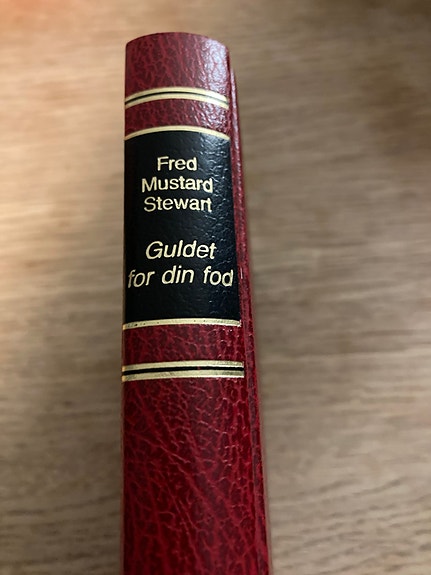 Fred
Mustard
Stewart
Guldet
for din fod